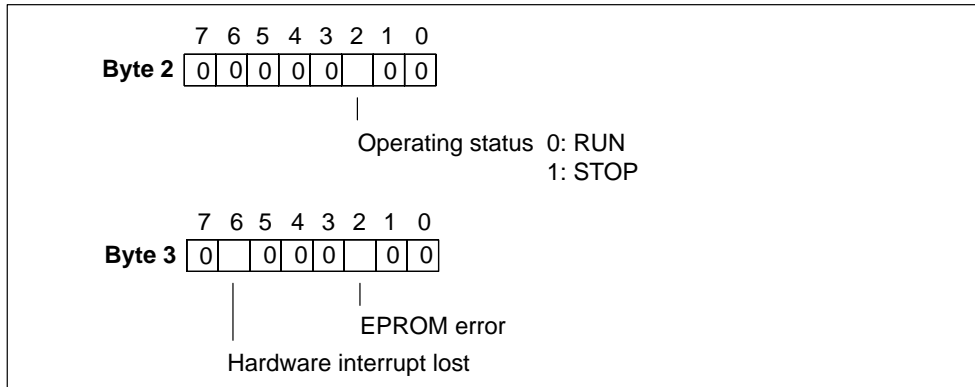 7 6 5 4 3 2 1 0
Byte 2 0 0 0 0 0 0 0
Operating status 0: RUN
1: STOP
7 6 5 4 3 2 1 0
Byte 3 0 0 0 0 0 0
EPROM error
Hardware interrupt lost